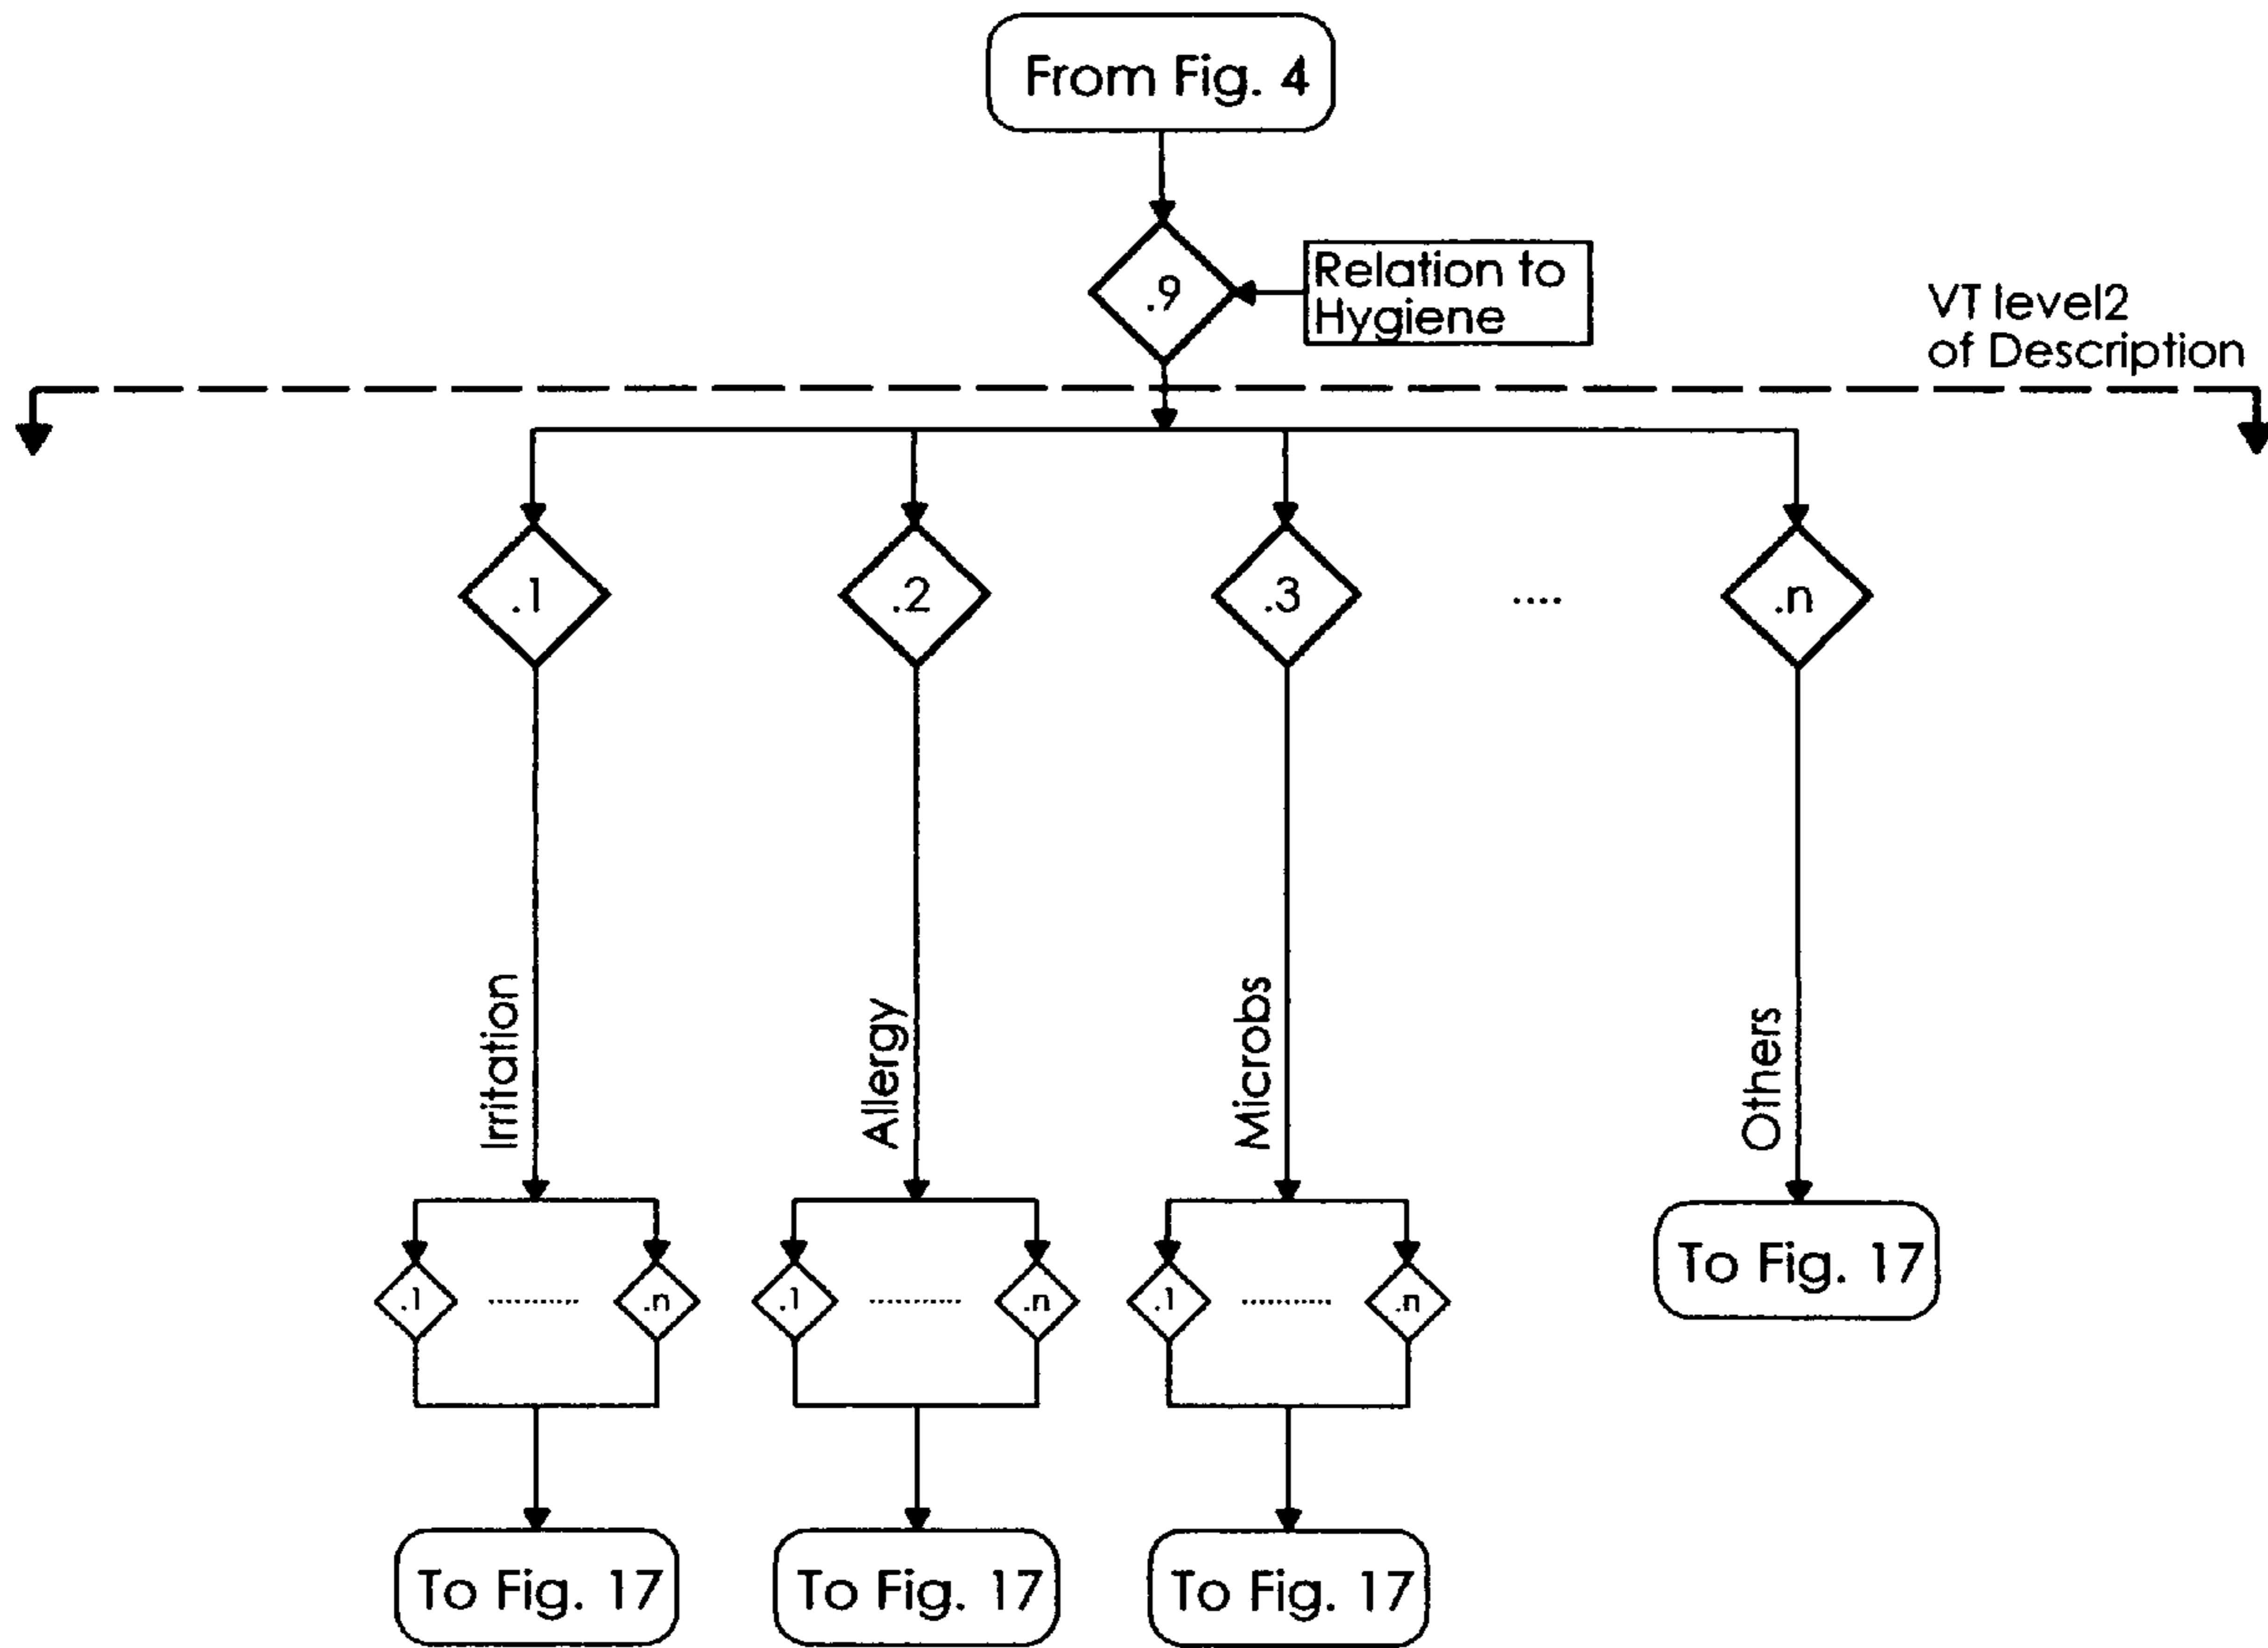 From Fig. 4
.9
Relation to
Hygiene
VT level2
of Description
.1
.2
.3
....
.n
Irritation
Allergy
Microbs
Others
.1
..........
.n
.1
..........
.n
.1
..........
.n
To Fig. 17
To Fig. 17
To Fig. 17
To Fig. 17